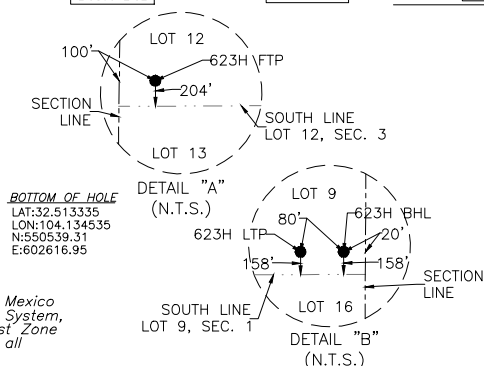 LOT 12
100'
623H FTP
204'
SECTION
LINE
SOUTH LINE
LOT 12, SEC. 3
LOT 13
DETAIL "A"
(N.T.S.)
BOTTOM OF HOLE
LAT:32.513335
LON:104.134535
N:550539.31
E:602616.95
LOT 9
80'
623H BHL
623H LTP
20'
158'
158'
SECTION
LINE
SOUTH LINE
LOT 9, SEC. 1
LOT 16
DETAIL "B"
(N.T.S.)
Mexico
System,
st Zone
all